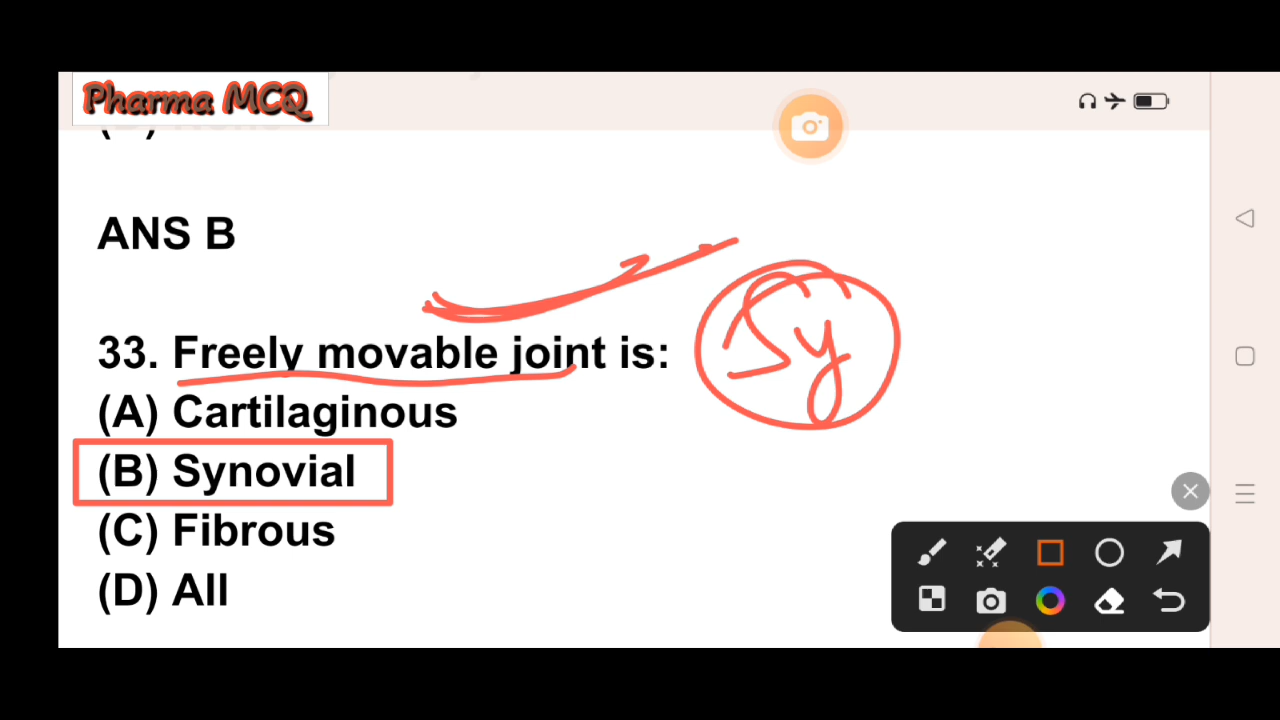 Pharma MCQ
ANS B
33. Freely movable joint is:
Sy
(A) Cartilaginous
(B) Synovial
(C) Fibrous
(D) All